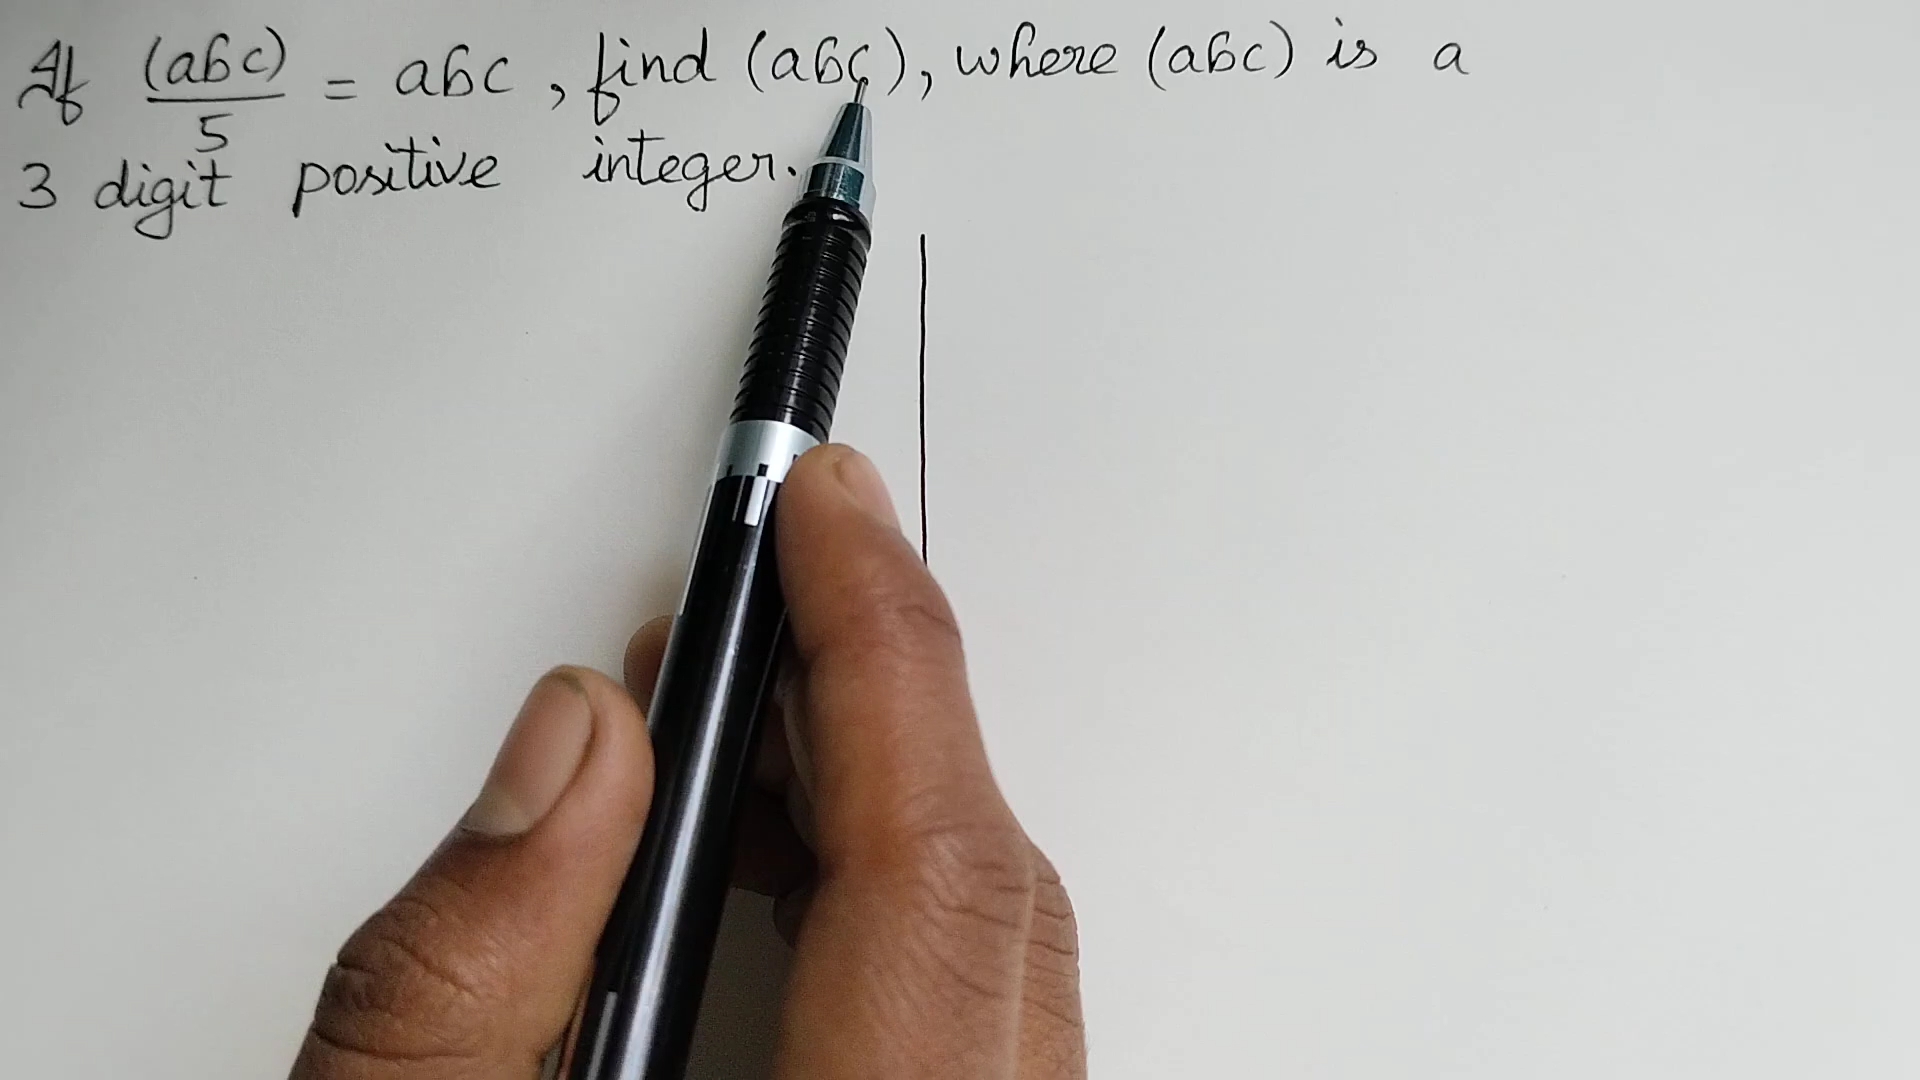 If (abc)/5 = abc, find (abc), where (abc) is a
3 digit positive integer.